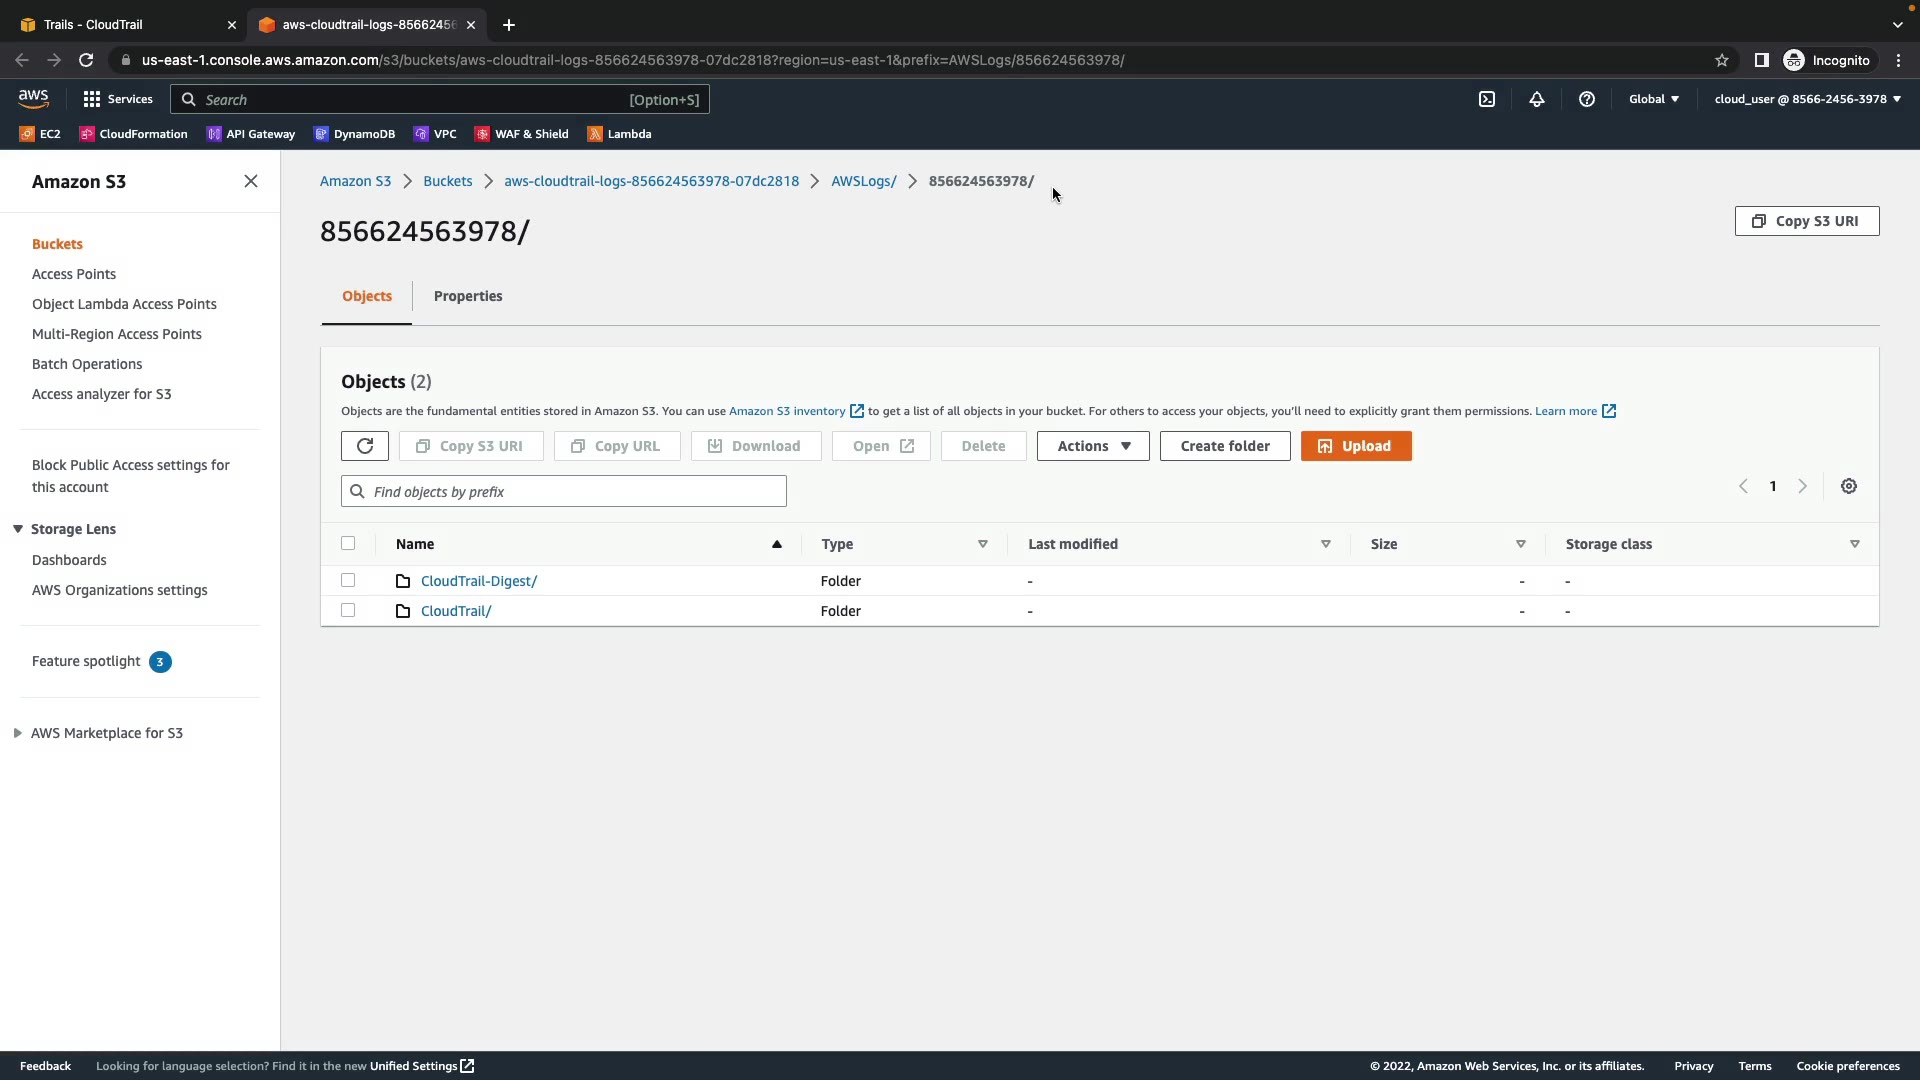 Trails - CloudTrail
aws-cloudtrail-logs-8566245
us-east-1.console.aws.amazon.com/s3/buckets/aws-cloudtrail-logs-856624563978-07dc2818?region=us-east-1&prefix=AWSLogs/856624563978/
Incognito
aws
Services
Search
[Option+S]
Global
cloud_user @ 8566-2456-3978
EC2
CloudFormation
API Gateway
DynamoDB
VPC
WAF & Shield
Lambda
Amazon S3
Buckets
Access Points
Object Lambda Access Points
Multi-Region Access Points
Batch Operations
Access analyzer for S3
Block Public Access settings for
this account
Storage Lens
Dashboards
AWS Organizations settings
Feature spotlight 3
AWS Marketplace for S3
Amazon S3 > Buckets > aws-cloudtrail-logs-856624563978-07dc2818 > AWSLogs/ > 856624563978/
856624563978/
Copy S3 URI
Objects
Properties
Objects (2)
Objects are the fundamental entities stored in Amazon S3. You can use Amazon S3 inventory to get a list of all objects in your bucket. For others to access your objects, you'll need to explicitly grant them permissions. Learn more
Copy S3 URI
Copy URL
Download
Open
Delete
Actions
Create folder
Upload
Find objects by prefix
1
Name Type Last modified Size Storage class
CloudTrail-Digest/ Folder - - -
CloudTrail/ Folder - - -
Feedback
Looking for language selection? Find it in the new Unified Settings
© 2022, Amazon Web Services, Inc. or its affiliates.
Privacy
Terms
Cookie preferences